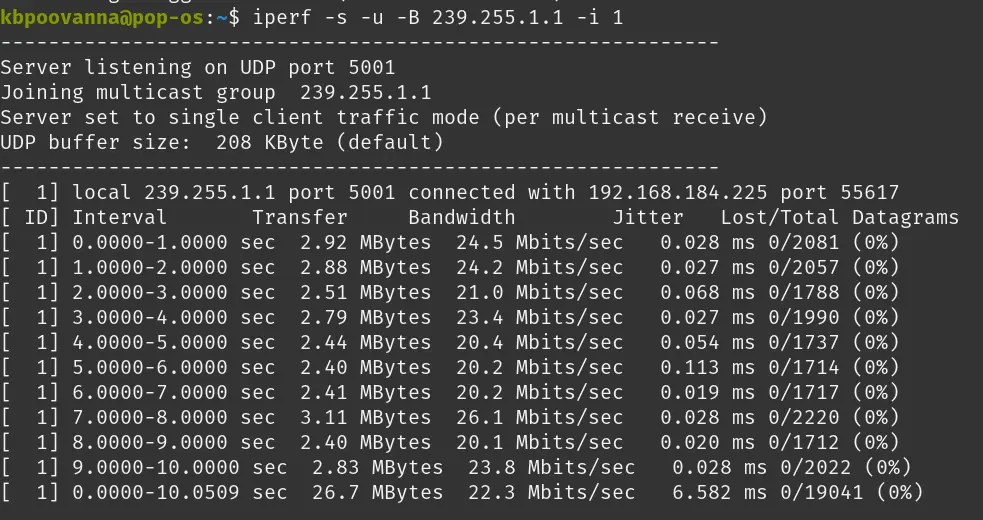 kbpoovanna@pop-os:~$ iperf -s -u -B 239.255.1.1 -i 1
------------------------------------------------------------
Server listening on UDP port 5001
Joining multicast group  239.255.1.1
Server set to single client traffic mode (per multicast receive)
UDP buffer size:  208 KByte (default)
------------------------------------------------------------
[  1] local 239.255.1.1 port 5001 connected with 192.168.184.225 port 55617
[ ID] Interval       Transfer     Bandwidth        Jitter   Lost/Total Datagrams
[  1] 0.0000-1.0000 sec  2.92 MBytes  24.5 Mbits/sec   0.028 ms 0/2081 (0%)
[  1] 1.0000-2.0000 sec  2.88 MBytes  24.2 Mbits/sec   0.027 ms 0/2057 (0%)
[  1] 2.0000-3.0000 sec  2.51 MBytes  21.0 Mbits/sec   0.068 ms 0/1788 (0%)
[  1] 3.0000-4.0000 sec  2.79 MBytes  23.4 Mbits/sec   0.027 ms 0/1990 (0%)
[  1] 4.0000-5.0000 sec  2.44 MBytes  20.4 Mbits/sec   0.054 ms 0/1737 (0%)
[  1] 5.0000-6.0000 sec  2.40 MBytes  20.2 Mbits/sec   0.113 ms 0/1714 (0%)
[  1] 6.0000-7.0000 sec  2.41 MBytes  20.2 Mbits/sec   0.019 ms 0/1717 (0%)
[  1] 7.0000-8.0000 sec  3.11 MBytes  26.1 Mbits/sec   0.028 ms 0/2220 (0%)
[  1] 8.0000-9.0000 sec  2.40 MBytes  20.1 Mbits/sec   0.020 ms 0/1712 (0%)
[  1] 9.0000-10.0000 sec  2.83 MBytes  23.8 Mbits/sec   0.028 ms 0/2022 (0%)
[  1] 0.0000-10.0509 sec  26.7 MBytes  22.3 Mbits/sec   6.582 ms 0/19041 (0%)